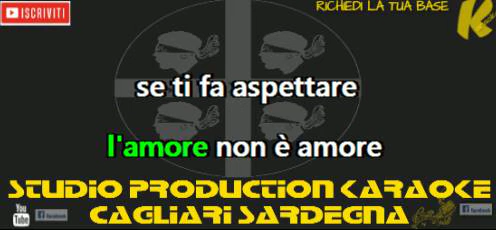 ISCRIVITI
RICHIEDI LA TUA BASE
K
se ti fa aspettare
l'amore non è amore
STUDIO PRODUCTION KARAOKE
CAGLIARI SARDEGNA
You
Tube
f facebook
f facebook